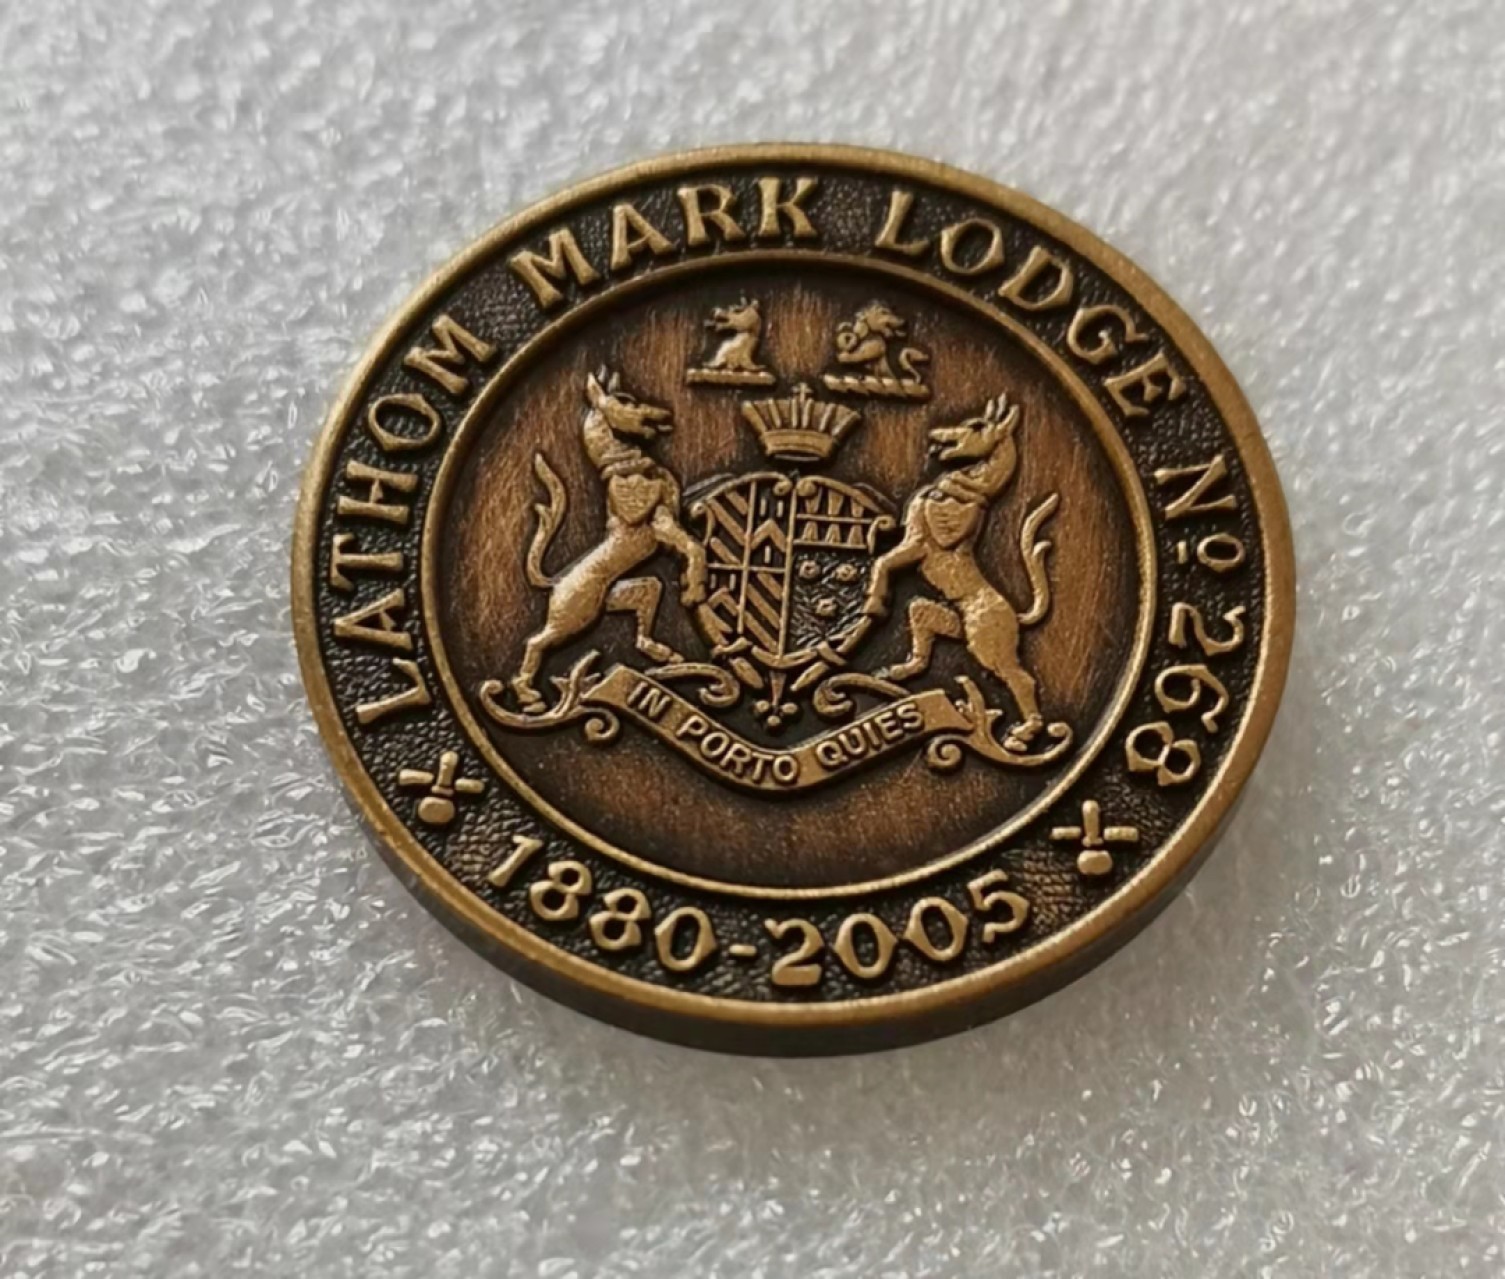 LATHOM MARK LODGE Nº 268
IN PORTO QUIES
1880-2005